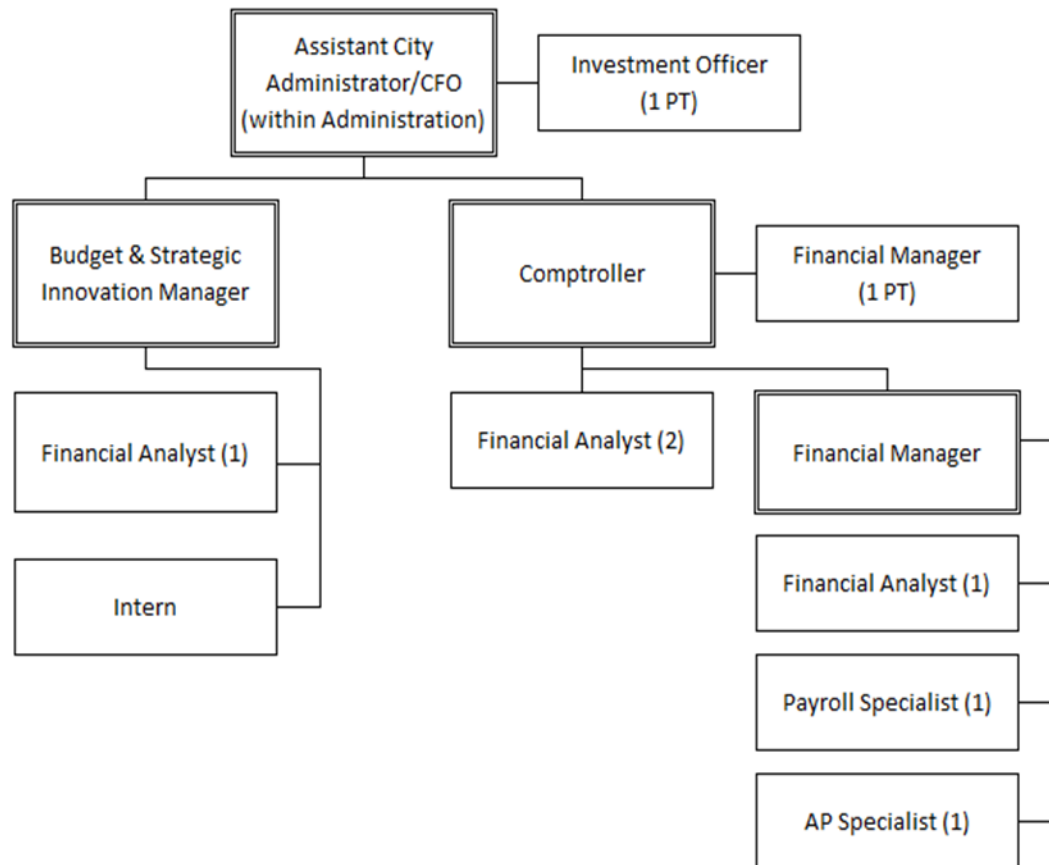 Assistant City
Administrator/CFO
(within Administration)
Investment Officer
(1 PT)
Budget & Strategic
Innovation Manager
Comptroller
Financial Manager
(1 PT)
Financial Analyst (1)
Financial Analyst (2)
Financial Manager
Intern
Financial Analyst (1)
Payroll Specialist (1)
AP Specialist (1)